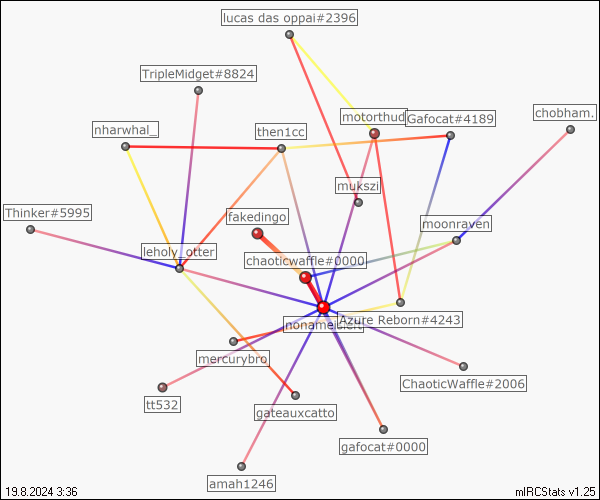 lucas das oppai#2396
TripleMidget#8824
chobham.
motorthud
Gafocat#4189
nharwhal_
then1cc
mukszi
Thinker#5995
fakedingo
moonraven
leholy_otter
chaoticwaffle#0000
Azure Reborn#4243
mercurybro
ChaoticWaffle#2006
tt532
gateauxcatto
gafocat#0000
amah1246
19.8.2024 3:36
mIRCStats v1.25